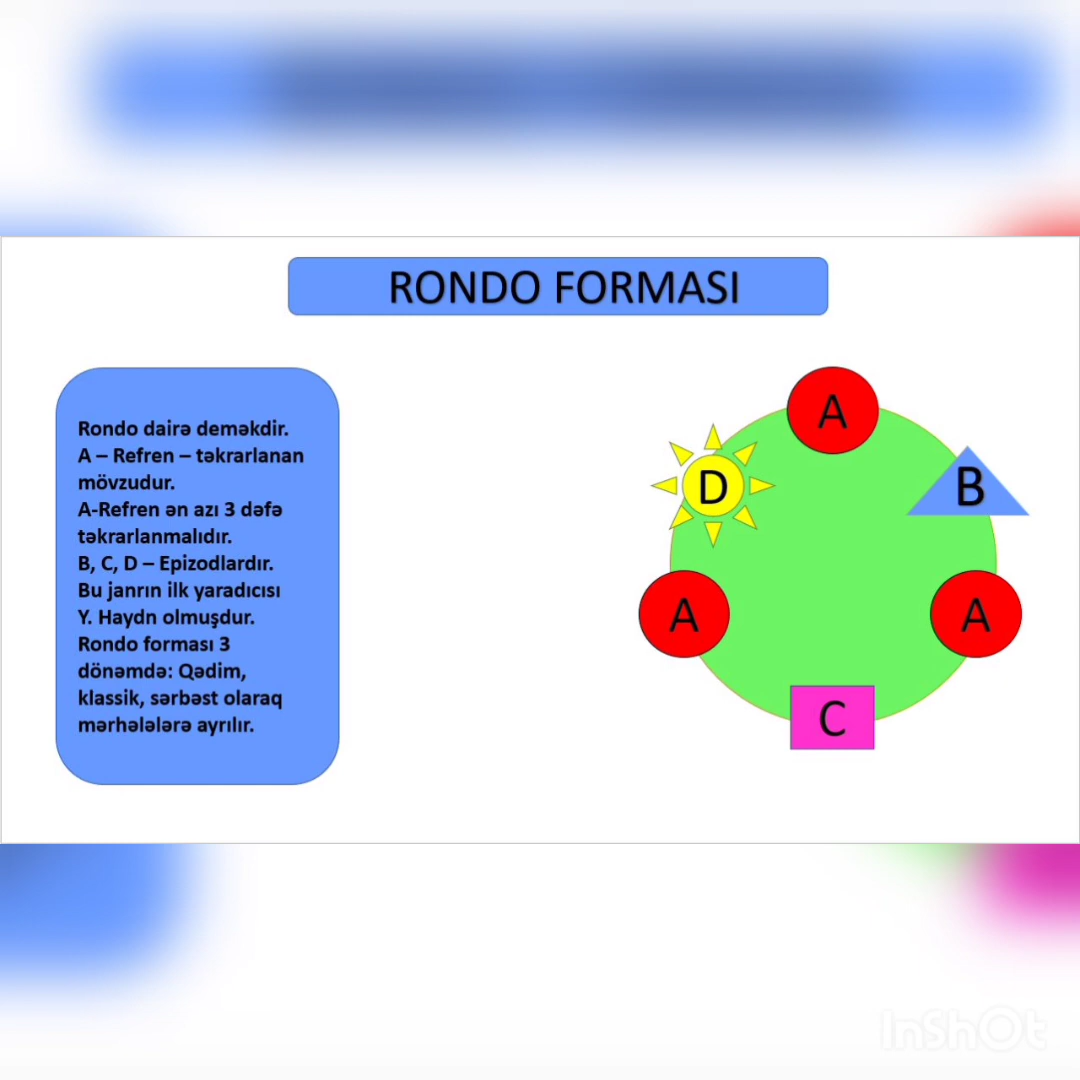 RONDO FORMASI
Rondo dairə deməkdir.
A – Refren – təkrarlanan
mövzudur.
A-Refren ən azı 3 dəfə
təkrarlanmalıdır.
B, C, D – Epizodlardır.
Bu janrın ilk yaradıcısı
Y. Haydn olmuşdur.
Rondo forması 3
dönəmdə: Qədim,
klassik, sərbəst olaraq
mərhələlərə ayrılır.
A
B
D
A
A
C
InShOt